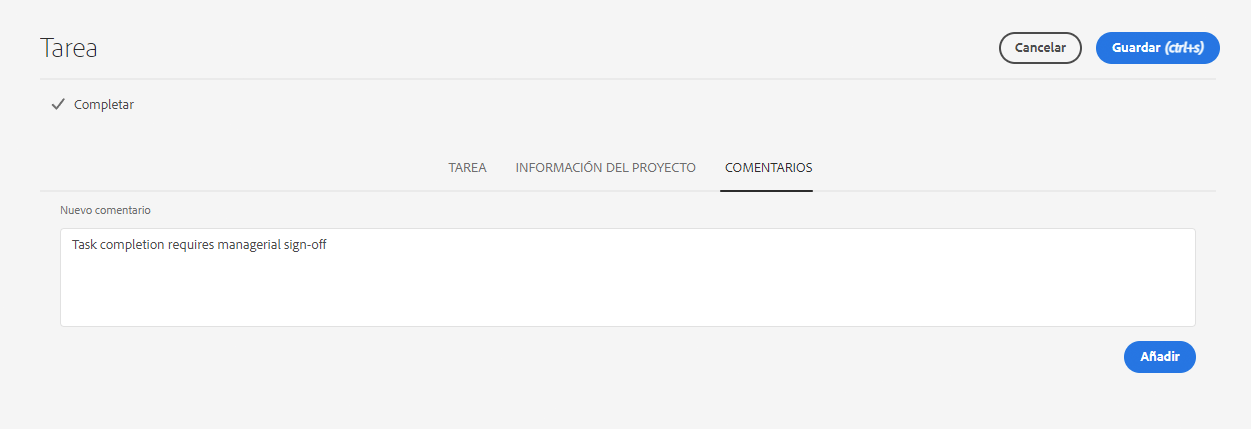 Tarea
Cancelar
Guardar (ctrl+s)
Completar
TAREA
INFORMACIÓN DEL PROYECTO
COMENTARIOS
Nuevo comentario
Task completion requires managerial sign-off
Añadir